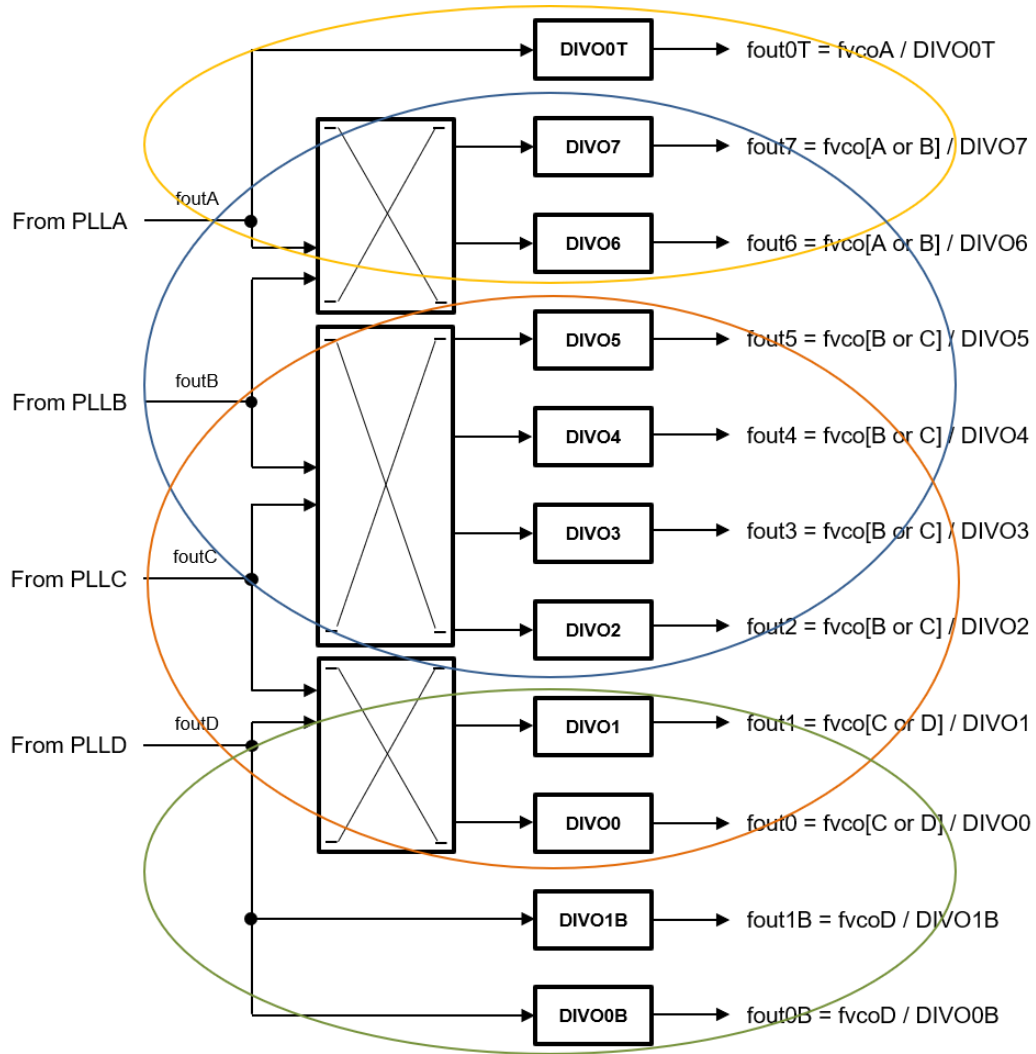 DIVO0T
fout0T = fvcoA / DIVO0T
DIVO7
fout7 = fvco[A or B] / DIVO7
foutA
From PLLA
DIVO6
fout6 = fvco[A or B] / DIVO6
DIVO5
fout5 = fvco[B or C] / DIVO5
foutB
From PLLB
DIVO4
fout4 = fvco[B or C] / DIVO4
DIVO3
fout3 = fvco[B or C] / DIVO3
foutC
From PLLC
DIVO2
fout2 = fvco[B or C] / DIVO2
foutD
From PLLD
DIVO1
fout1 = fvco[C or D] / DIVO1
DIVO0
fout0 = fvco[C or D] / DIVO0
DIVO1B
fout1B = fvcoD / DIVO1B
DIVO0B
fout0B = fvcoD / DIVO0B